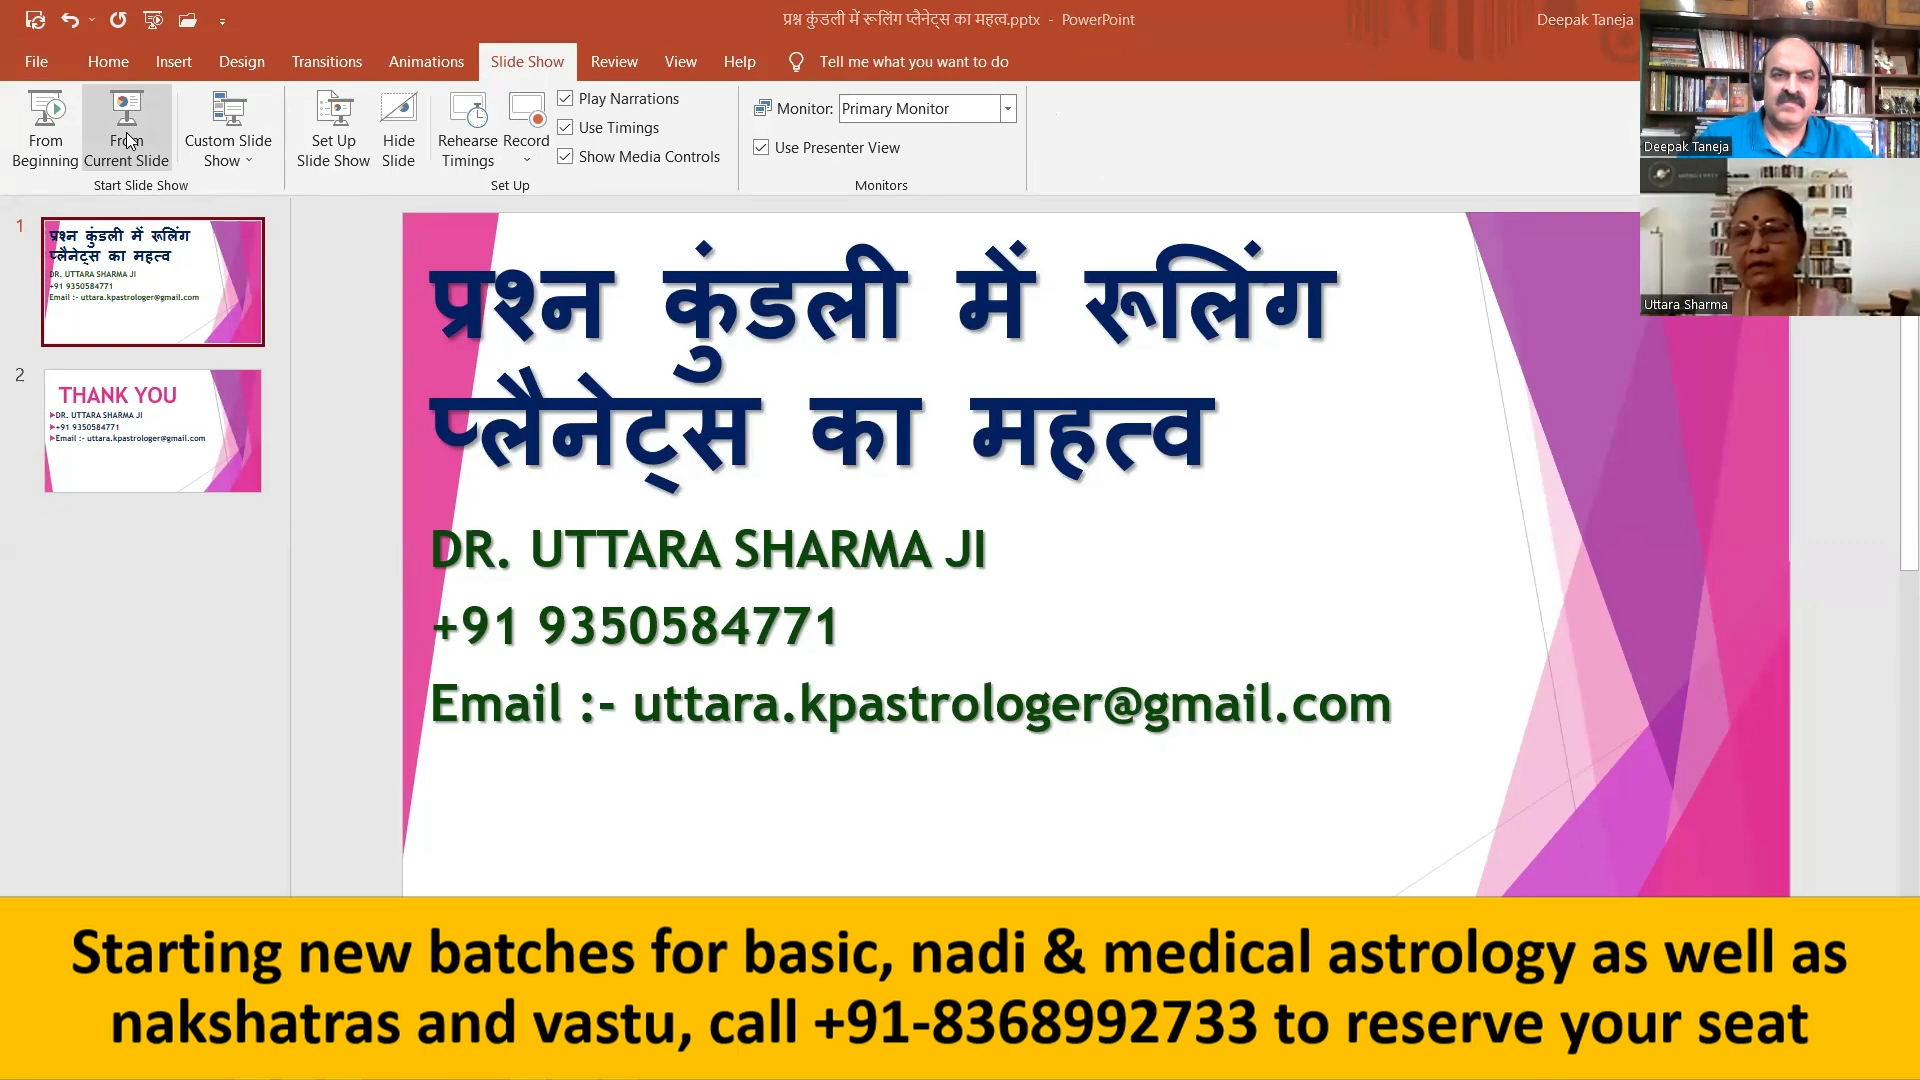 प्रश्न कुंडली में रूलिंग प्लैनेट्स का महत्व.pptx - PowerPoint
Deepak Taneja
File Home Insert Design Transitions Animations Slide Show Review View Help Tell me what you want to do
From Beginning
From Current Slide
Custom Slide Show
Start Slide Show
Set Up Slide Show
Hide Slide
Rehearse Timings
Record
Play Narrations
Use Timings
Show Media Controls
Set Up
Monitor: Primary Monitor
Use Presenter View
Monitors
Deepak Taneja
Uttara Sharma
1
प्रश्न कुंडली में रूलिंग
प्लैनेट्स का महत्व
DR. UTTARA SHARMA JI
+91 9350584771
Email :- uttara.kpastrologer@gmail.com
2
THANK YOU
DR. UTTARA SHARMA JI
+91 9350584771
Email :- uttara.kpastrologer@gmail.com
प्रश्न कुंडली में रूलिंग
प्लैनेट्स का महत्व
DR. UTTARA SHARMA JI
+91 9350584771
Email :- uttara.kpastrologer@gmail.com
Starting new batches for basic, nadi & medical astrology as well as
nakshatras and vastu, call +91-8368992733 to reserve your seat